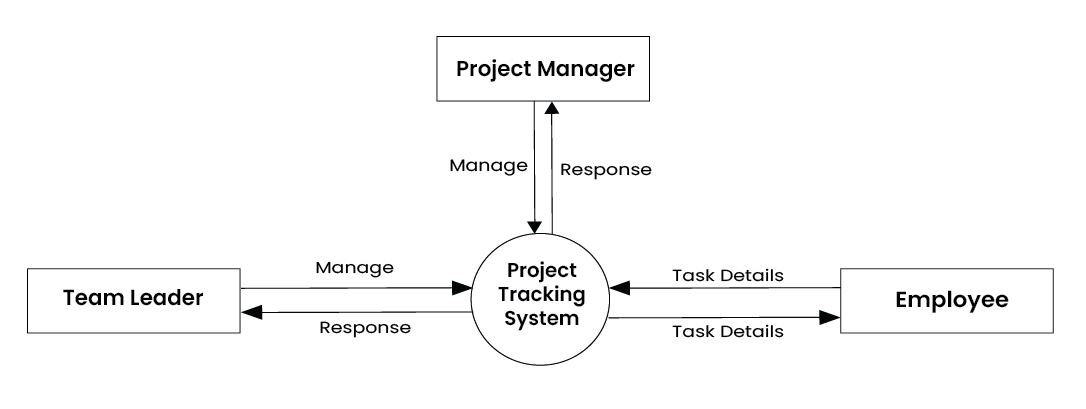 Project Manager
Manage
Response
Team Leader
Manage
Response
Project
Tracking
System
Task Details
Task Details
Employee